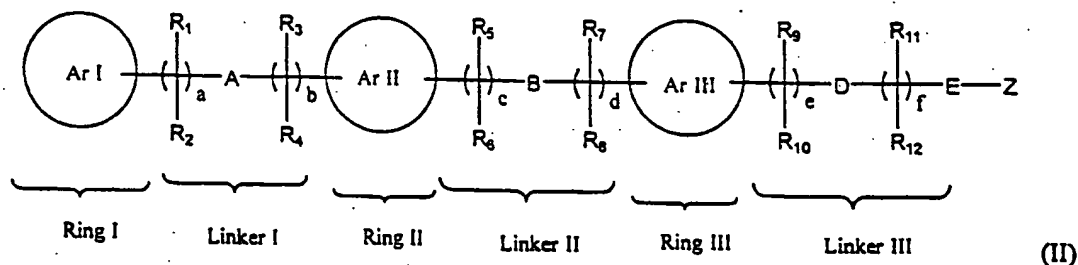 R₁ R₃ R₅ R₇ R₉ R₁₁
Ar I ( )a A ( )b Ar II ( )c B ( )d Ar III ( )e D ( )f E Z
R₂ R₄ R₆ R₈ R₁₀ R₁₂
Ring I Linker I Ring II Linker II Ring III Linker III
(II)